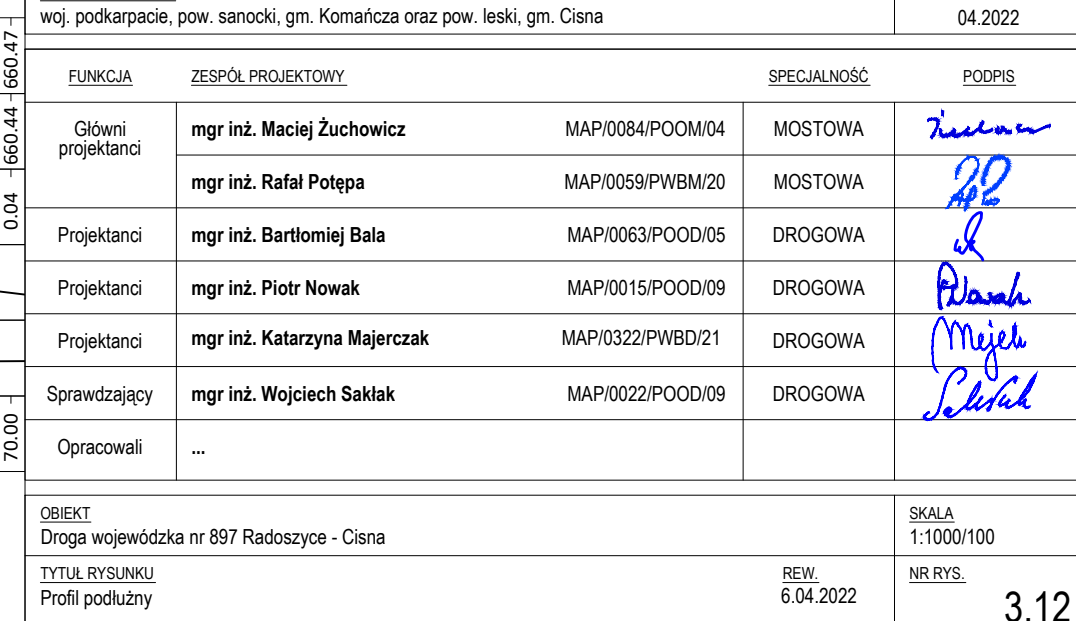 woj. podkarpacie, pow. sanocki, gm. Komańcza oraz pow. leski, gm. Cisna 04.2022
FUNKCJA ZESPÓŁ PROJEKTOWY SPECJALNOŚĆ PODPIS
Główni projektanci mgr inż. Maciej Żuchowicz MAP/0084/POOM/04 MOSTOWA
mgr inż. Rafał Potępa MAP/0059/PWBM/20 MOSTOWA
Projektanci mgr inż. Bartłomiej Bala MAP/0063/POOD/05 DROGOWA
Projektanci mgr inż. Piotr Nowak MAP/0015/POOD/09 DROGOWA
Projektanci mgr inż. Katarzyna Majerczak MAP/0322/PWBD/21 DROGOWA
Sprawdzający mgr inż. Wojciech Sakłak MAP/0022/POOD/09 DROGOWA
Opracowali ...
OBIEKT SKALA
Droga wojewódzka nr 897 Radoszyce - Cisna 1:1000/100
TYTUŁ RYSUNKU REW. NR RYS.
Profil podłużny 6.04.2022 3.12
660.47
660.44
0.04
70.00